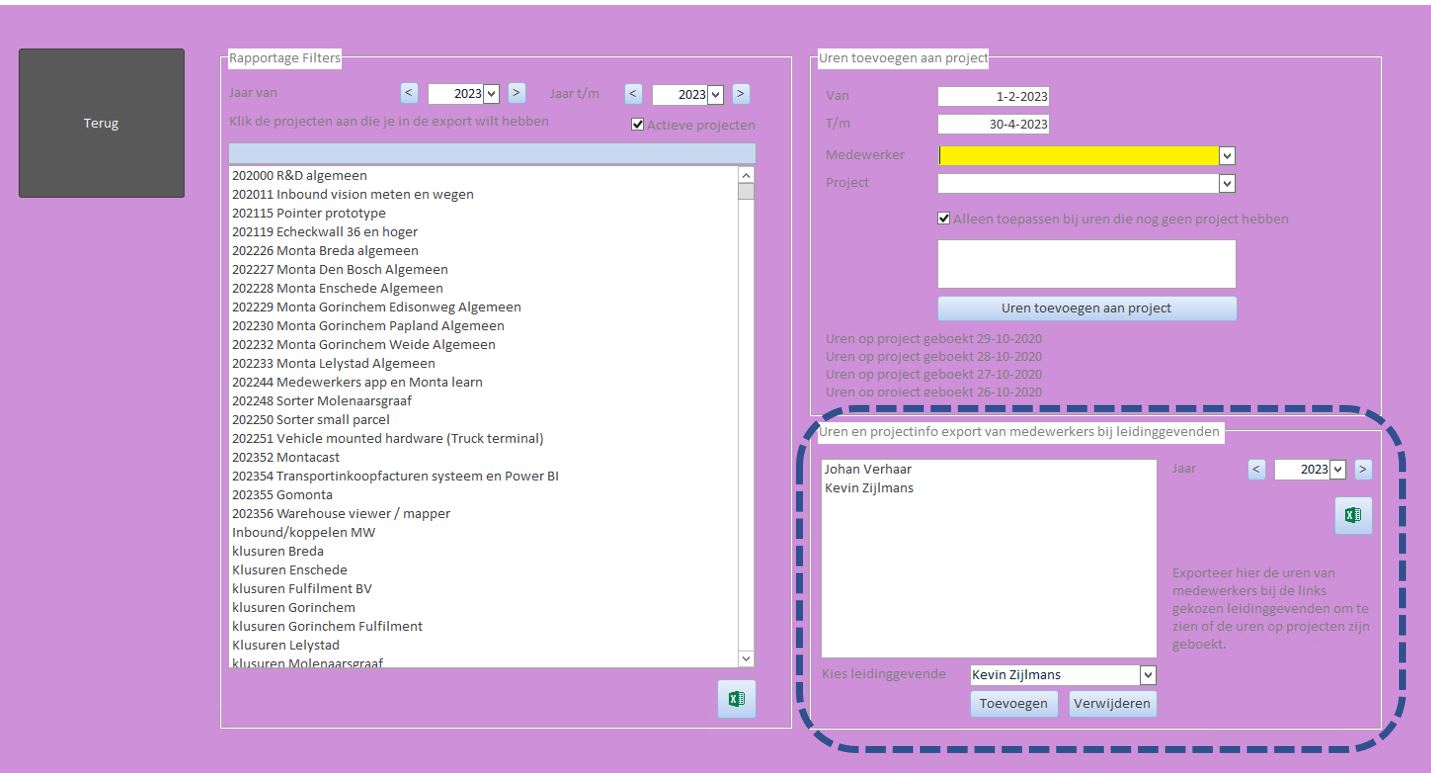 Terug
Rapportage Filters
Jaar van < 2023 > Jaar t/m < 2023 >
Klik de projecten aan die je in de export wilt hebben
Actieve projecten
202000 R&D algemeen
202011 Inbound vision meten en wegen
202115 Pointer prototype
202119 Echeckwall 36 en hoger
202226 Monta Breda algemeen
202227 Monta Den Bosch Algemeen
202228 Monta Enschede Algemeen
202229 Monta Gorinchem Edisonweg Algemeen
202230 Monta Gorinchem Papland Algemeen
202232 Monta Gorinchem Weide Algemeen
202233 Monta Lelystad Algemeen
202244 Medewerkers app en Monta learn
202248 Sorter Molenaarsgraaf
202250 Sorter small parcel
202251 Vehicle mounted hardware (Truck terminal)
202352 Montacast
202354 Transportinkoopfacturen systeem en Power BI
202355 Gomonta
202356 Warehouse viewer / mapper
Inbound/koppelen MW
klusuren Breda
Klusuren Enschede
klusuren Fulfilment BV
klusuren Gorinchem
klusuren Gorinchem Fulfilment
Klusuren Lelystad
klusuren Molenaarsgraaf
Uren toevoegen aan project
Van 1-2-2023
T/m 30-4-2023
Medewerker
Project
Alleen toepassen bij uren die nog geen project hebben
Uren toevoegen aan project
Uren op project geboekt 29-10-2020
Uren op project geboekt 28-10-2020
Uren op project geboekt 27-10-2020
Uren op project geboekt 26-10-2020
Uren en projectinfo export van medewerkers bij leidinggevenden
Johan Verhaar
Kevin Zijlmans
Jaar < 2023 >
Exporteer hier de uren van
medewerkers bij de links
gekozen leidinggevenden om te
zien of de uren op projecten zijn
geboekt.
Kies leidinggevende Kevin Zijlmans
Toevoegen Verwijderen